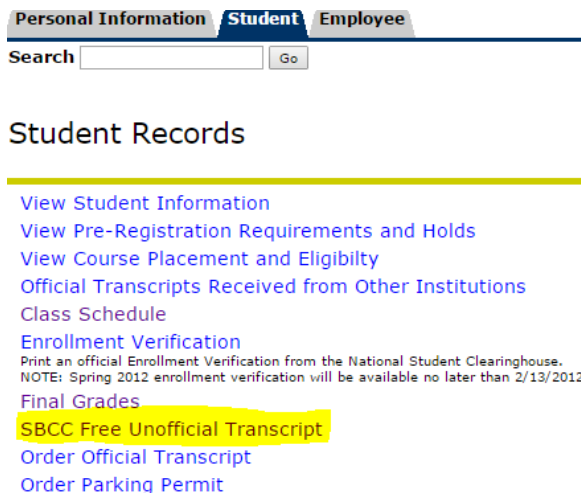 Personal Information Student Employee
Search Go
Student Records
View Student Information
View Pre-Registration Requirements and Holds
View Course Placement and Eligibilty
Official Transcripts Received from Other Institutions
Class Schedule
Enrollment Verification
Print an official Enrollment Verification from the National Student Clearinghouse.
NOTE: Spring 2012 enrollment verification will be available no later than 2/13/2012
Final Grades
SBCC Free Unofficial Transcript
Order Official Transcript
Order Parking Permit